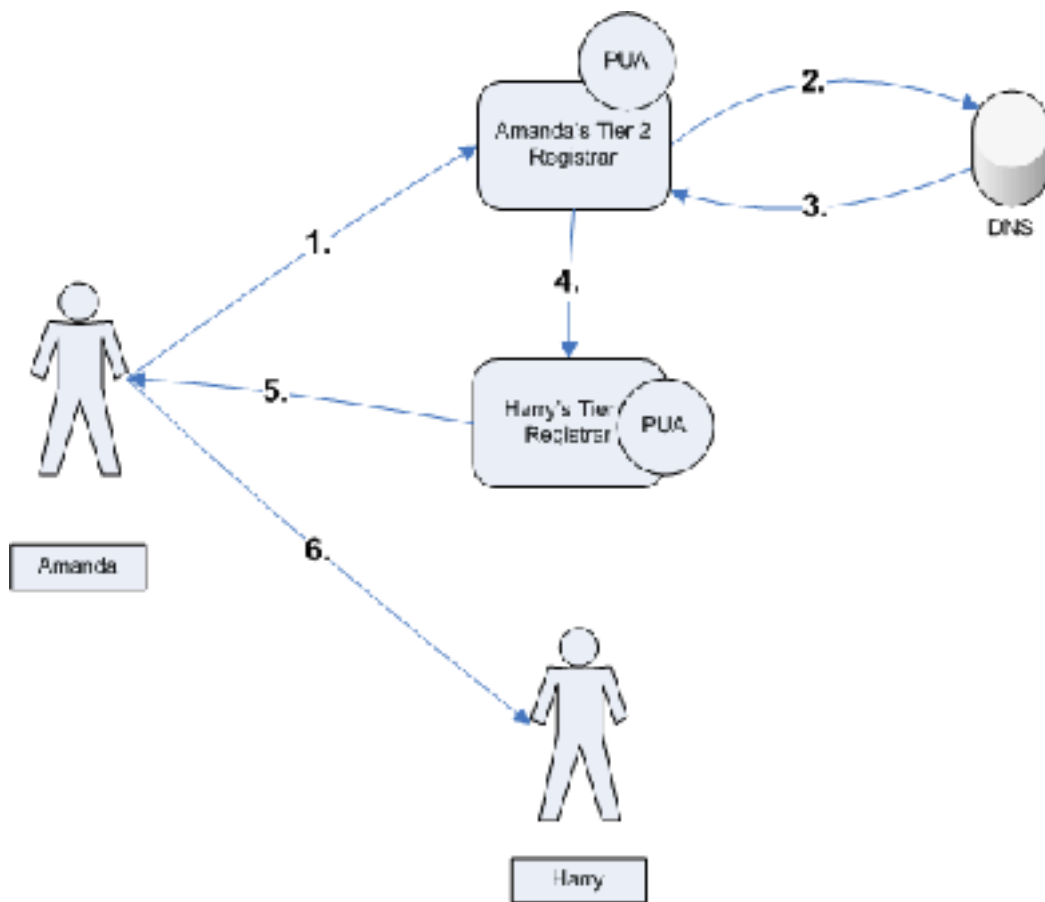 PUA
2.
Amanda's Tier 2
Registrar
3.
DNS
1.
4.
5.
Harry's Tier
Registrar
PUA
6.
Amanda
Harry